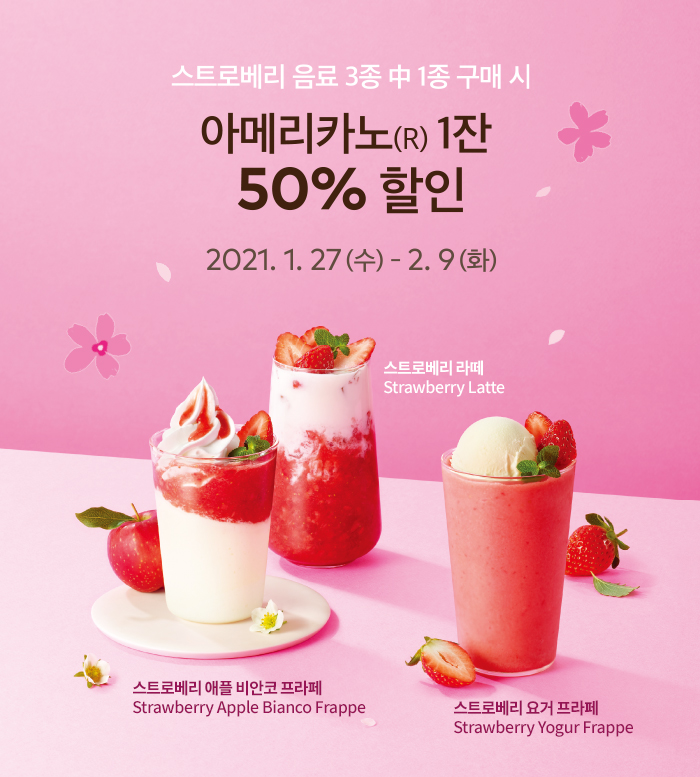 스트로베리 음료 3종 中 1종 구매 시
아메리카노(R) 1잔
50% 할인
2021. 1. 27(수) - 2. 9(화)
스트로베리 라떼
Strawberry Latte
스트로베리 애플 비안코 프라페
Strawberry Apple Bianco Frappe
스트로베리 요거 프라페
Strawberry Yogur Frappe